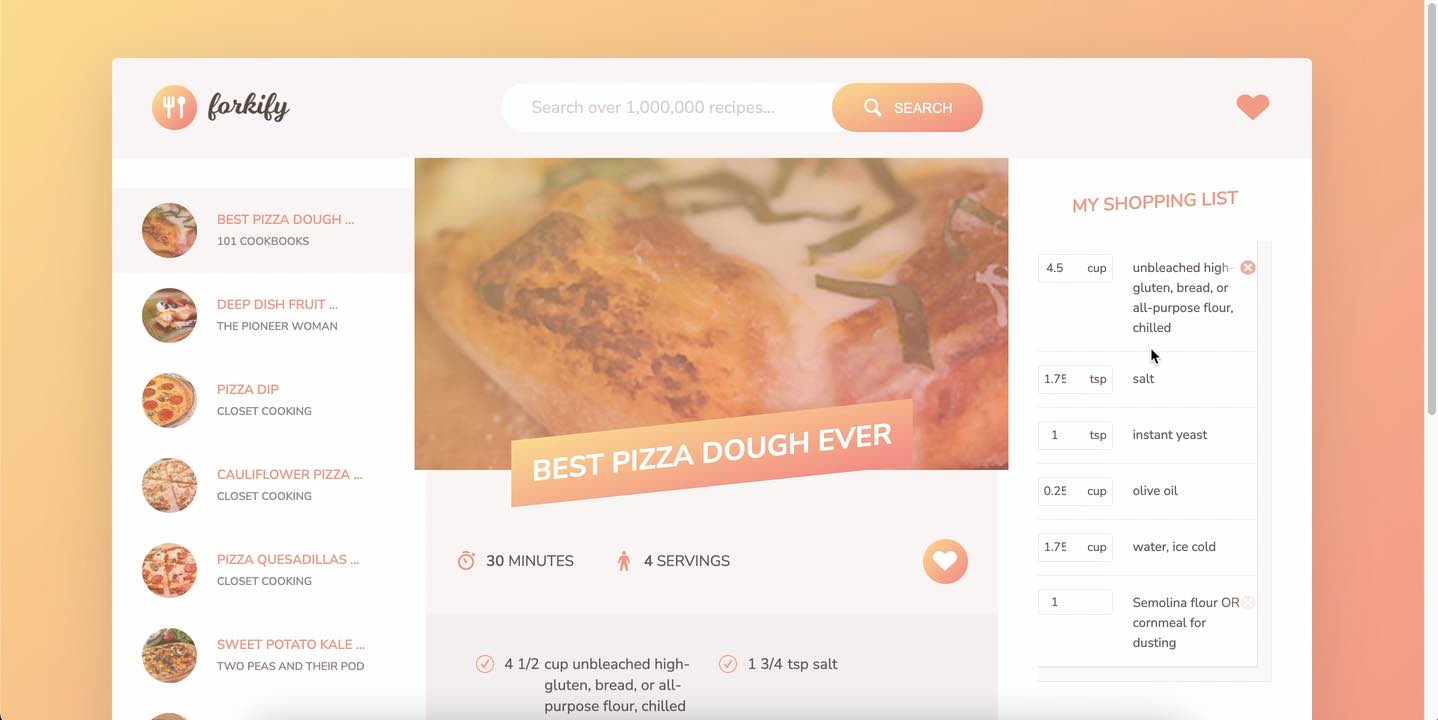 forkify
Search over 1,000,000 recipes...
SEARCH
BEST PIZZA DOUGH ...
101 COOKBOOKS
DEEP DISH FRUIT ...
THE PIONEER WOMAN
PIZZA DIP
CLOSET COOKING
CAULIFLOWER PIZZA ...
CLOSET COOKING
PIZZA QUESADILLAS ...
CLOSET COOKING
SWEET POTATO KALE ...
TWO PEAS AND THEIR POD
BEST PIZZA DOUGH EVER
30 MINUTES
4 SERVINGS
4 1/2 cup unbleached high-
gluten, bread, or all-
purpose flour, chilled
1 3/4 tsp salt
MY SHOPPING LIST
4.5 cup unbleached high-
gluten, bread, or
all-purpose flour,
chilled
1.75 tsp salt
1 tsp instant yeast
0.25 cup olive oil
1.75 cup water, ice cold
1 Semolina flour OR
cornmeal for
dusting